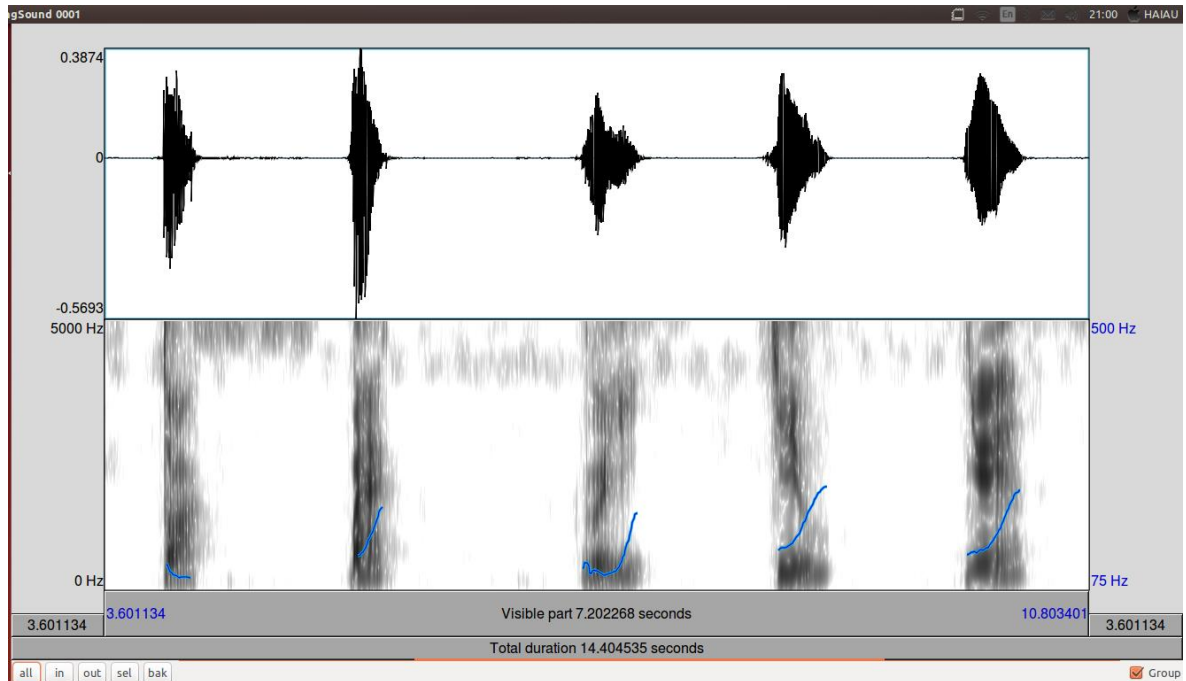 gSound 0001
En 21:00 HAIAU
0.3874
0
-0.5693
5000 Hz
500 Hz
0 Hz
75 Hz
3.601134 Visible part 7.202268 seconds 10.803401
3.601134 3.601134
Total duration 14.404535 seconds
all in out sel bak Group